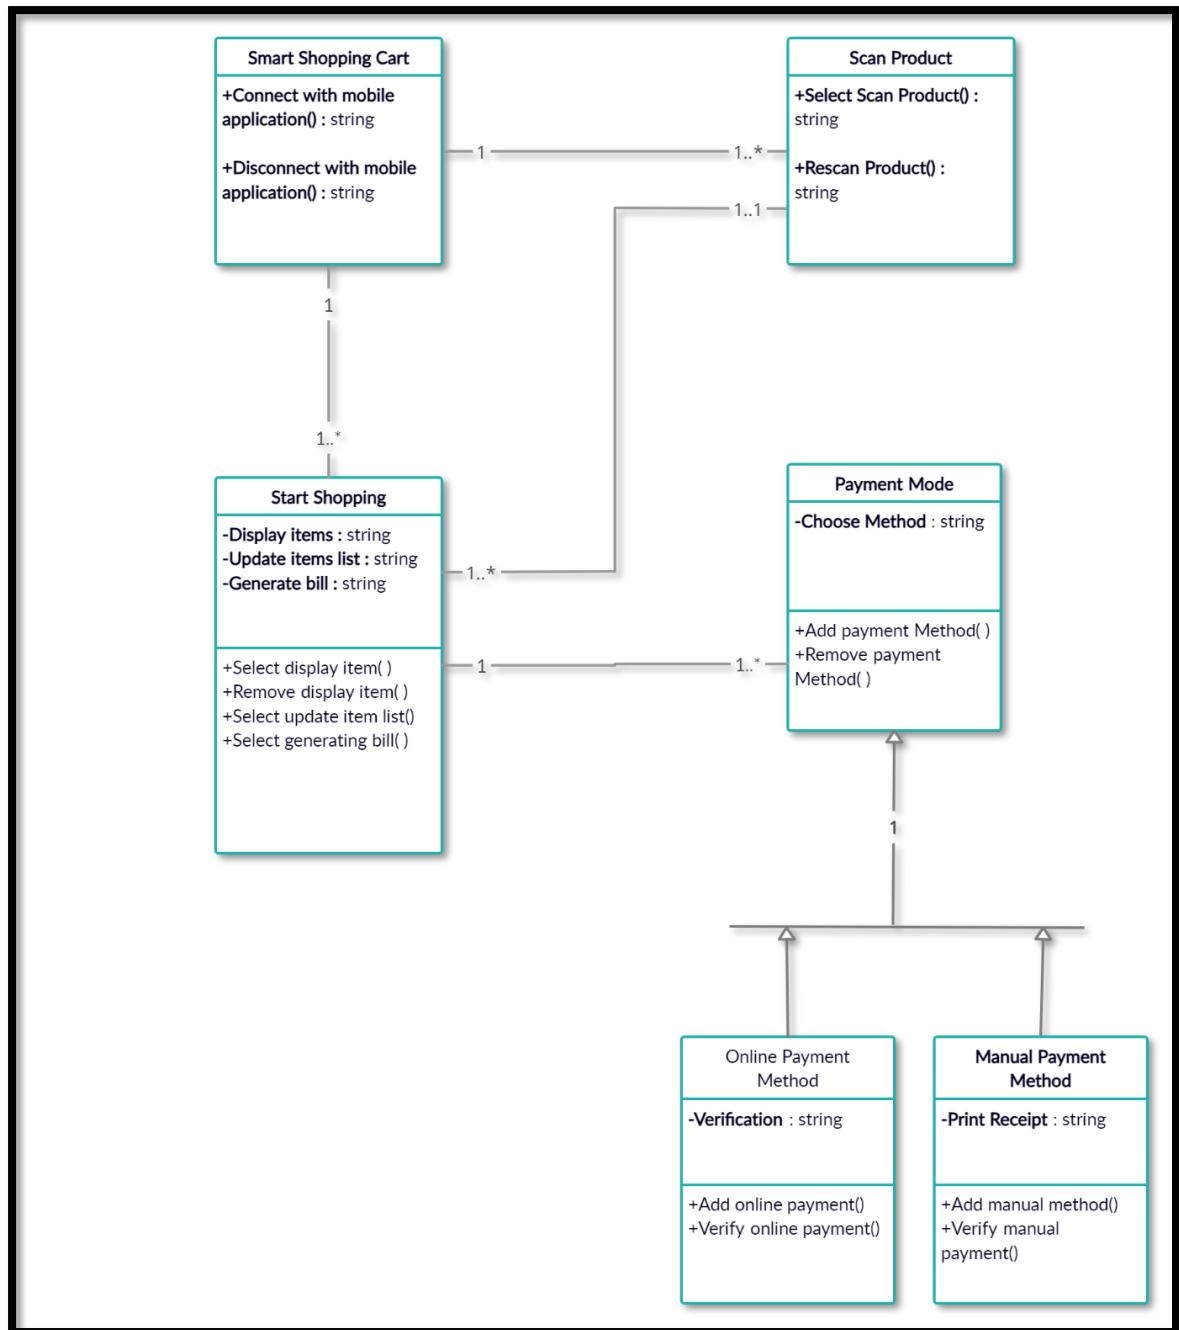 Smart Shopping Cart
+Connect with mobile
application() : string
+Disconnect with mobile
application() : string
Scan Product
+Select Scan Product() :
string
+Rescan Product() :
string
1
1..*
1..1
1
1..*
Start Shopping
-Display items : string
-Update items list : string
-Generate bill : string
+Select display item( )
+Remove display item( )
+Select update item list()
+Select generating bill( )
1..*
1
1..*
Payment Mode
-Choose Method : string
+Add payment Method( )
+Remove payment
Method( )
1
Online Payment
Method
-Verification : string
+Add online payment()
+Verify online payment()
Manual Payment
Method
-Print Receipt : string
+Add manual method()
+Verify manual
payment()